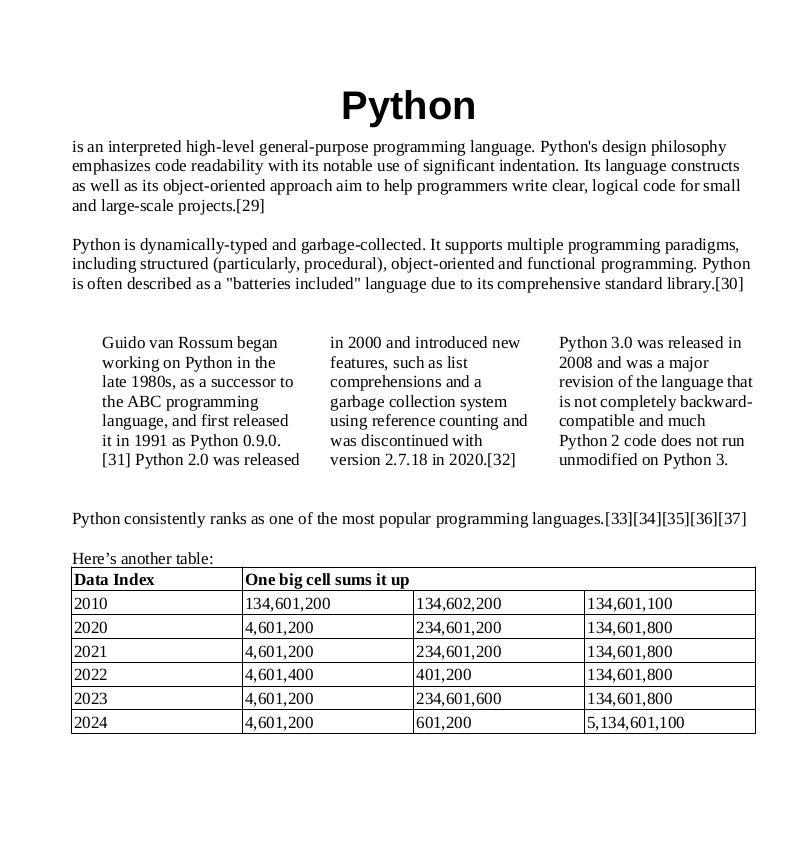 Python
is an interpreted high-level general-purpose programming language. Python's design philosophy
emphasizes code readability with its notable use of significant indentation. Its language constructs
as well as its object-oriented approach aim to help programmers write clear, logical code for small
and large-scale projects.[29]
Python is dynamically-typed and garbage-collected. It supports multiple programming paradigms,
including structured (particularly, procedural), object-oriented and functional programming. Python
is often described as a "batteries included" language due to its comprehensive standard library.[30]
Guido van Rossum began
working on Python in the
late 1980s, as a successor to
the ABC programming
language, and first released
it in 1991 as Python 0.9.0.
[31] Python 2.0 was released
in 2000 and introduced new
features, such as list
comprehensions and a
garbage collection system
using reference counting and
was discontinued with
version 2.7.18 in 2020.[32]
Python 3.0 was released in
2008 and was a major
revision of the language that
is not completely backward-
compatible and much
Python 2 code does not run
unmodified on Python 3.
Python consistently ranks as one of the most popular programming languages.[33][34][35][36][37]
Here’s another table:
Data Index One big cell sums it up
2010 134,601,200 134,602,200 134,601,100
2020 4,601,200 234,601,200 134,601,800
2021 4,601,200 234,601,200 134,601,800
2022 4,601,400 401,200 134,601,800
2023 4,601,200 234,601,600 134,601,800
2024 4,601,200 601,200 5,134,601,100